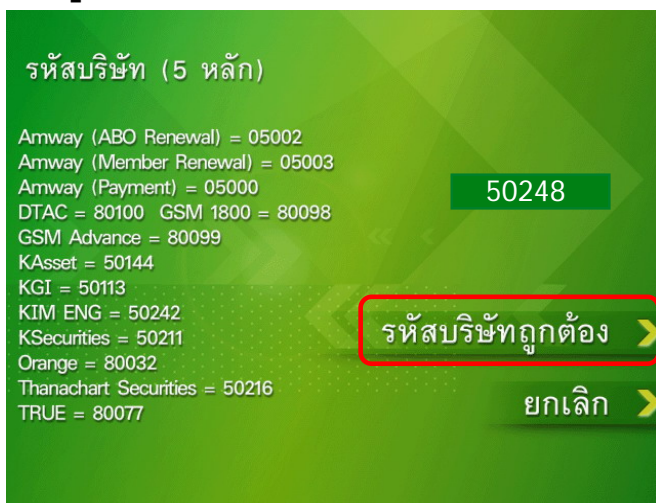 รหัสบริษัท (5 หลัก)
Amway (ABO Renewal) = 05002
Amway (Member Renewal) = 05003
Amway (Payment) = 05000
DTAC = 80100 GSM 1800 = 80098
GSM Advance = 80099
KAsset = 50144
KGI = 50113
KIM ENG = 50242
KSecurities = 50211
Orange = 80032
Thanachart Securities = 50216
TRUE = 80077
50248
รหัสบริษัทถูกต้อง
ยกเลิก